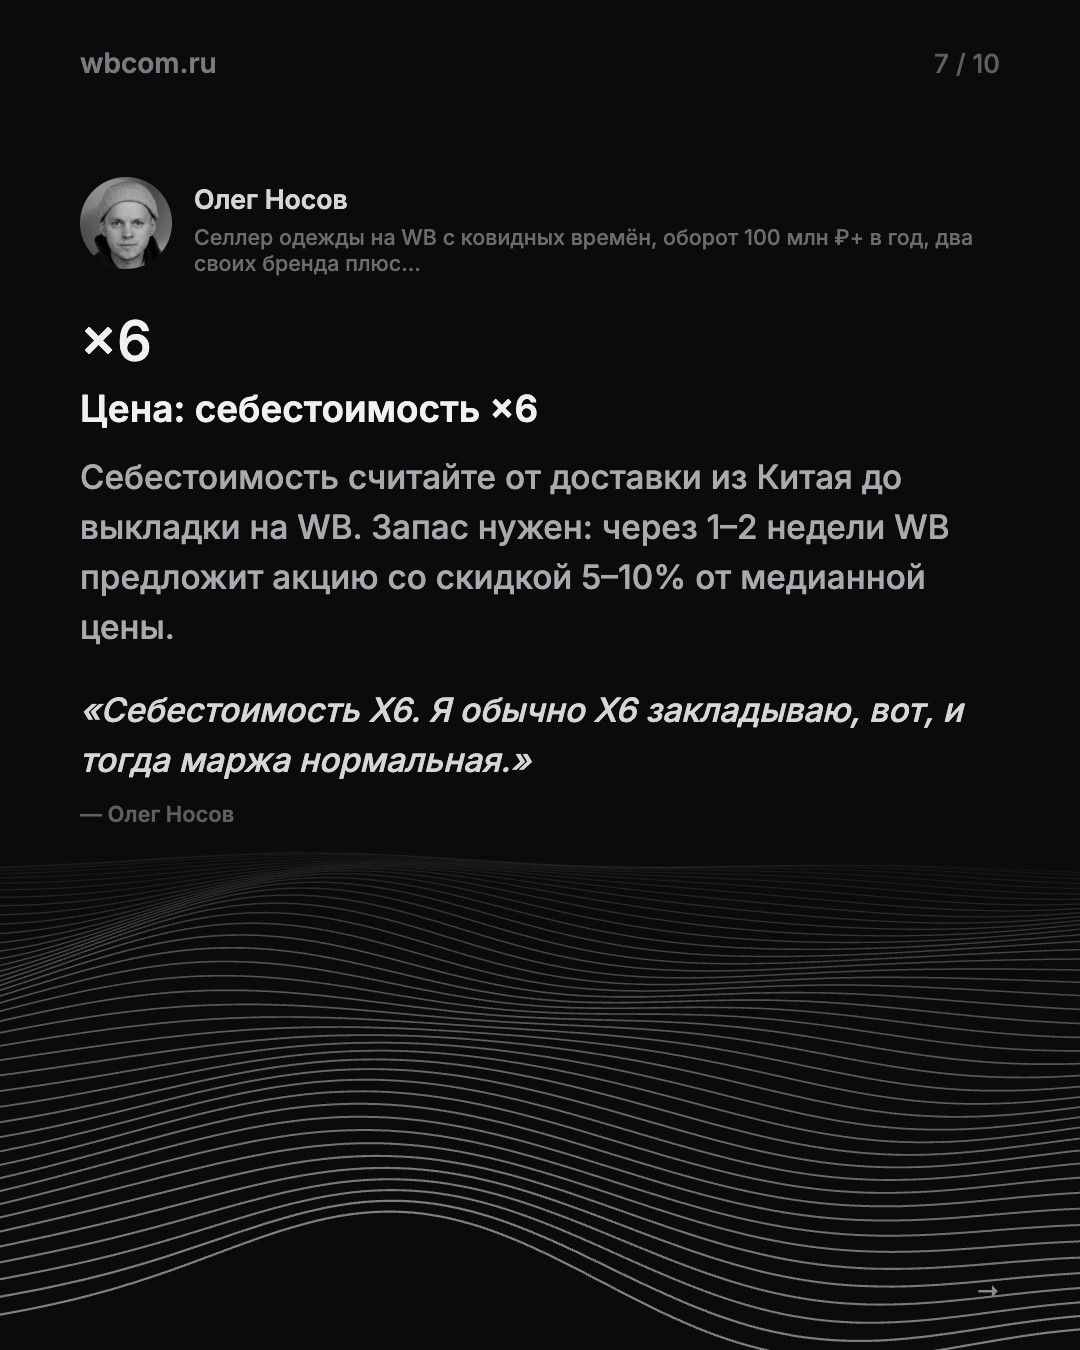 wbcom.ru
7 / 10
Олег Носов
Селлер одежды на WB с ковидных времён, оборот 100 млн ₽+ в год, два
своих бренда плюс...
×6
Цена: себестоимость ×6
Себестоимость считайте от доставки из Китая до
выкладки на WB. Запас нужен: через 1–2 недели WB
предложит акцию со скидкой 5–10% от медианной
цены.
«Себестоимость X6. Я обычно X6 закладываю, вот, и
тогда маржа нормальная.»
— Олег Носов
→